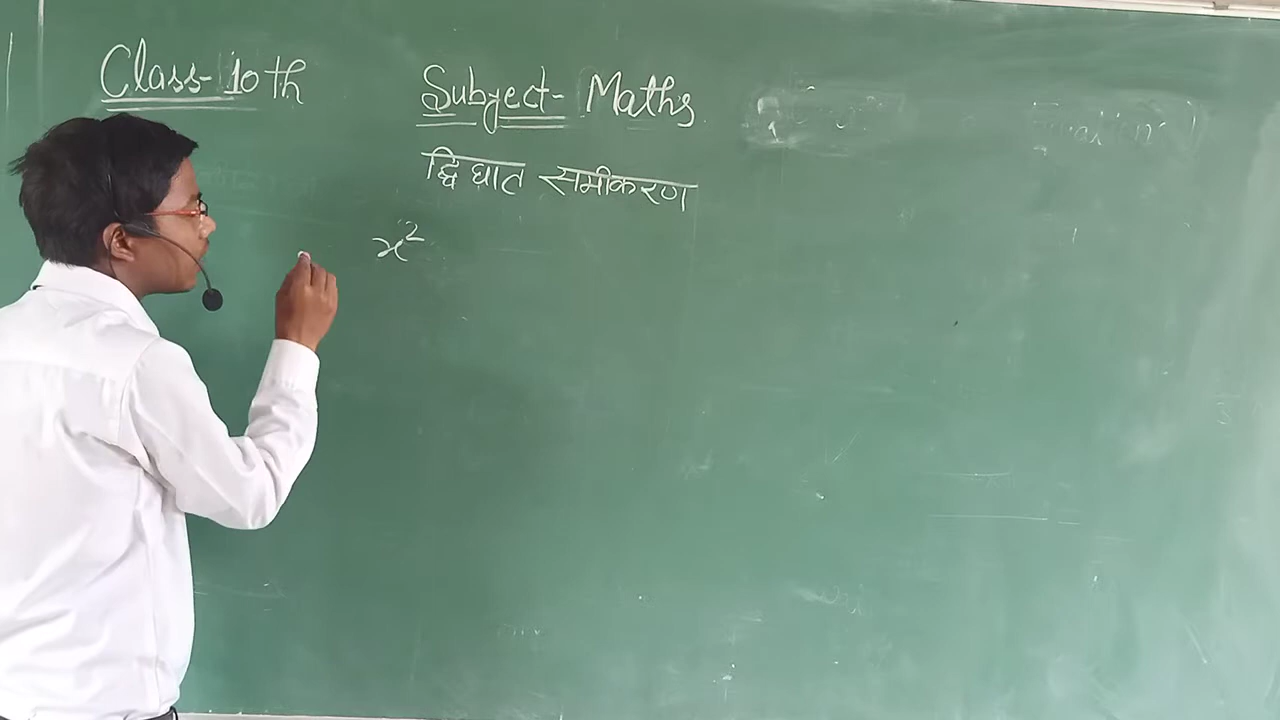 Class-10th
Subject- Maths
द्विघात समीकरण
x²